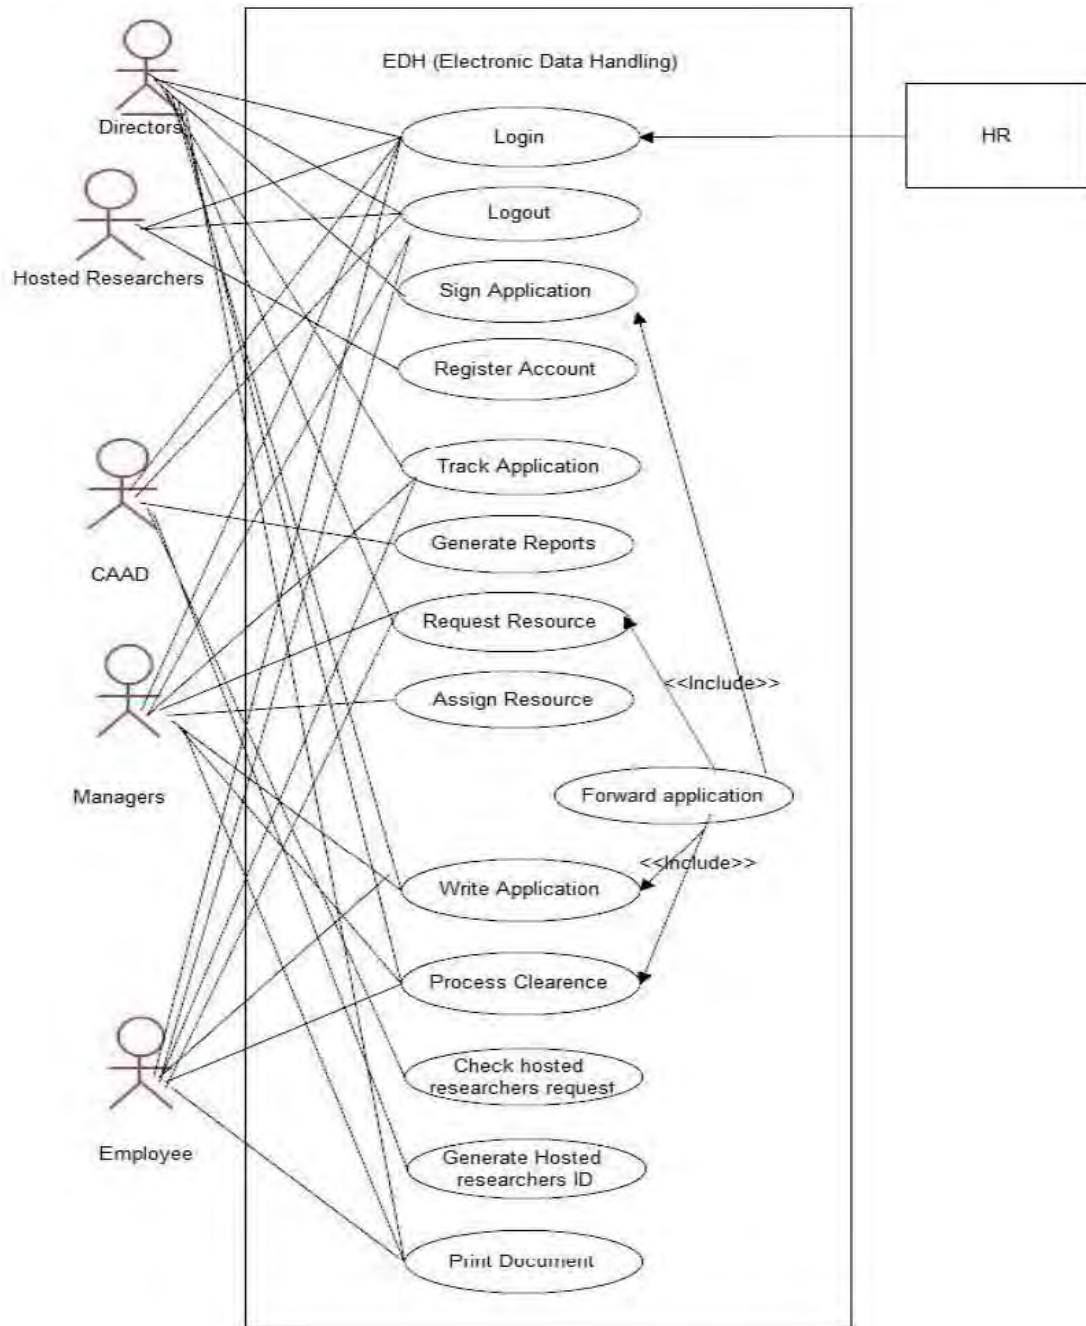 EDH (Electronic Data Handling)
Directors
Login
HR
Logout
Hosted Researchers
Sign Application
Register Account
Track Application
Generate Reports
CAAD
Request Resource
<<Include>>
Assign Resource
Managers
Forward application
<<Include>>
Write Application
Process Clearence
Check hosted
researchers request
Employee
Generate Hosted
researchers ID
Print Document